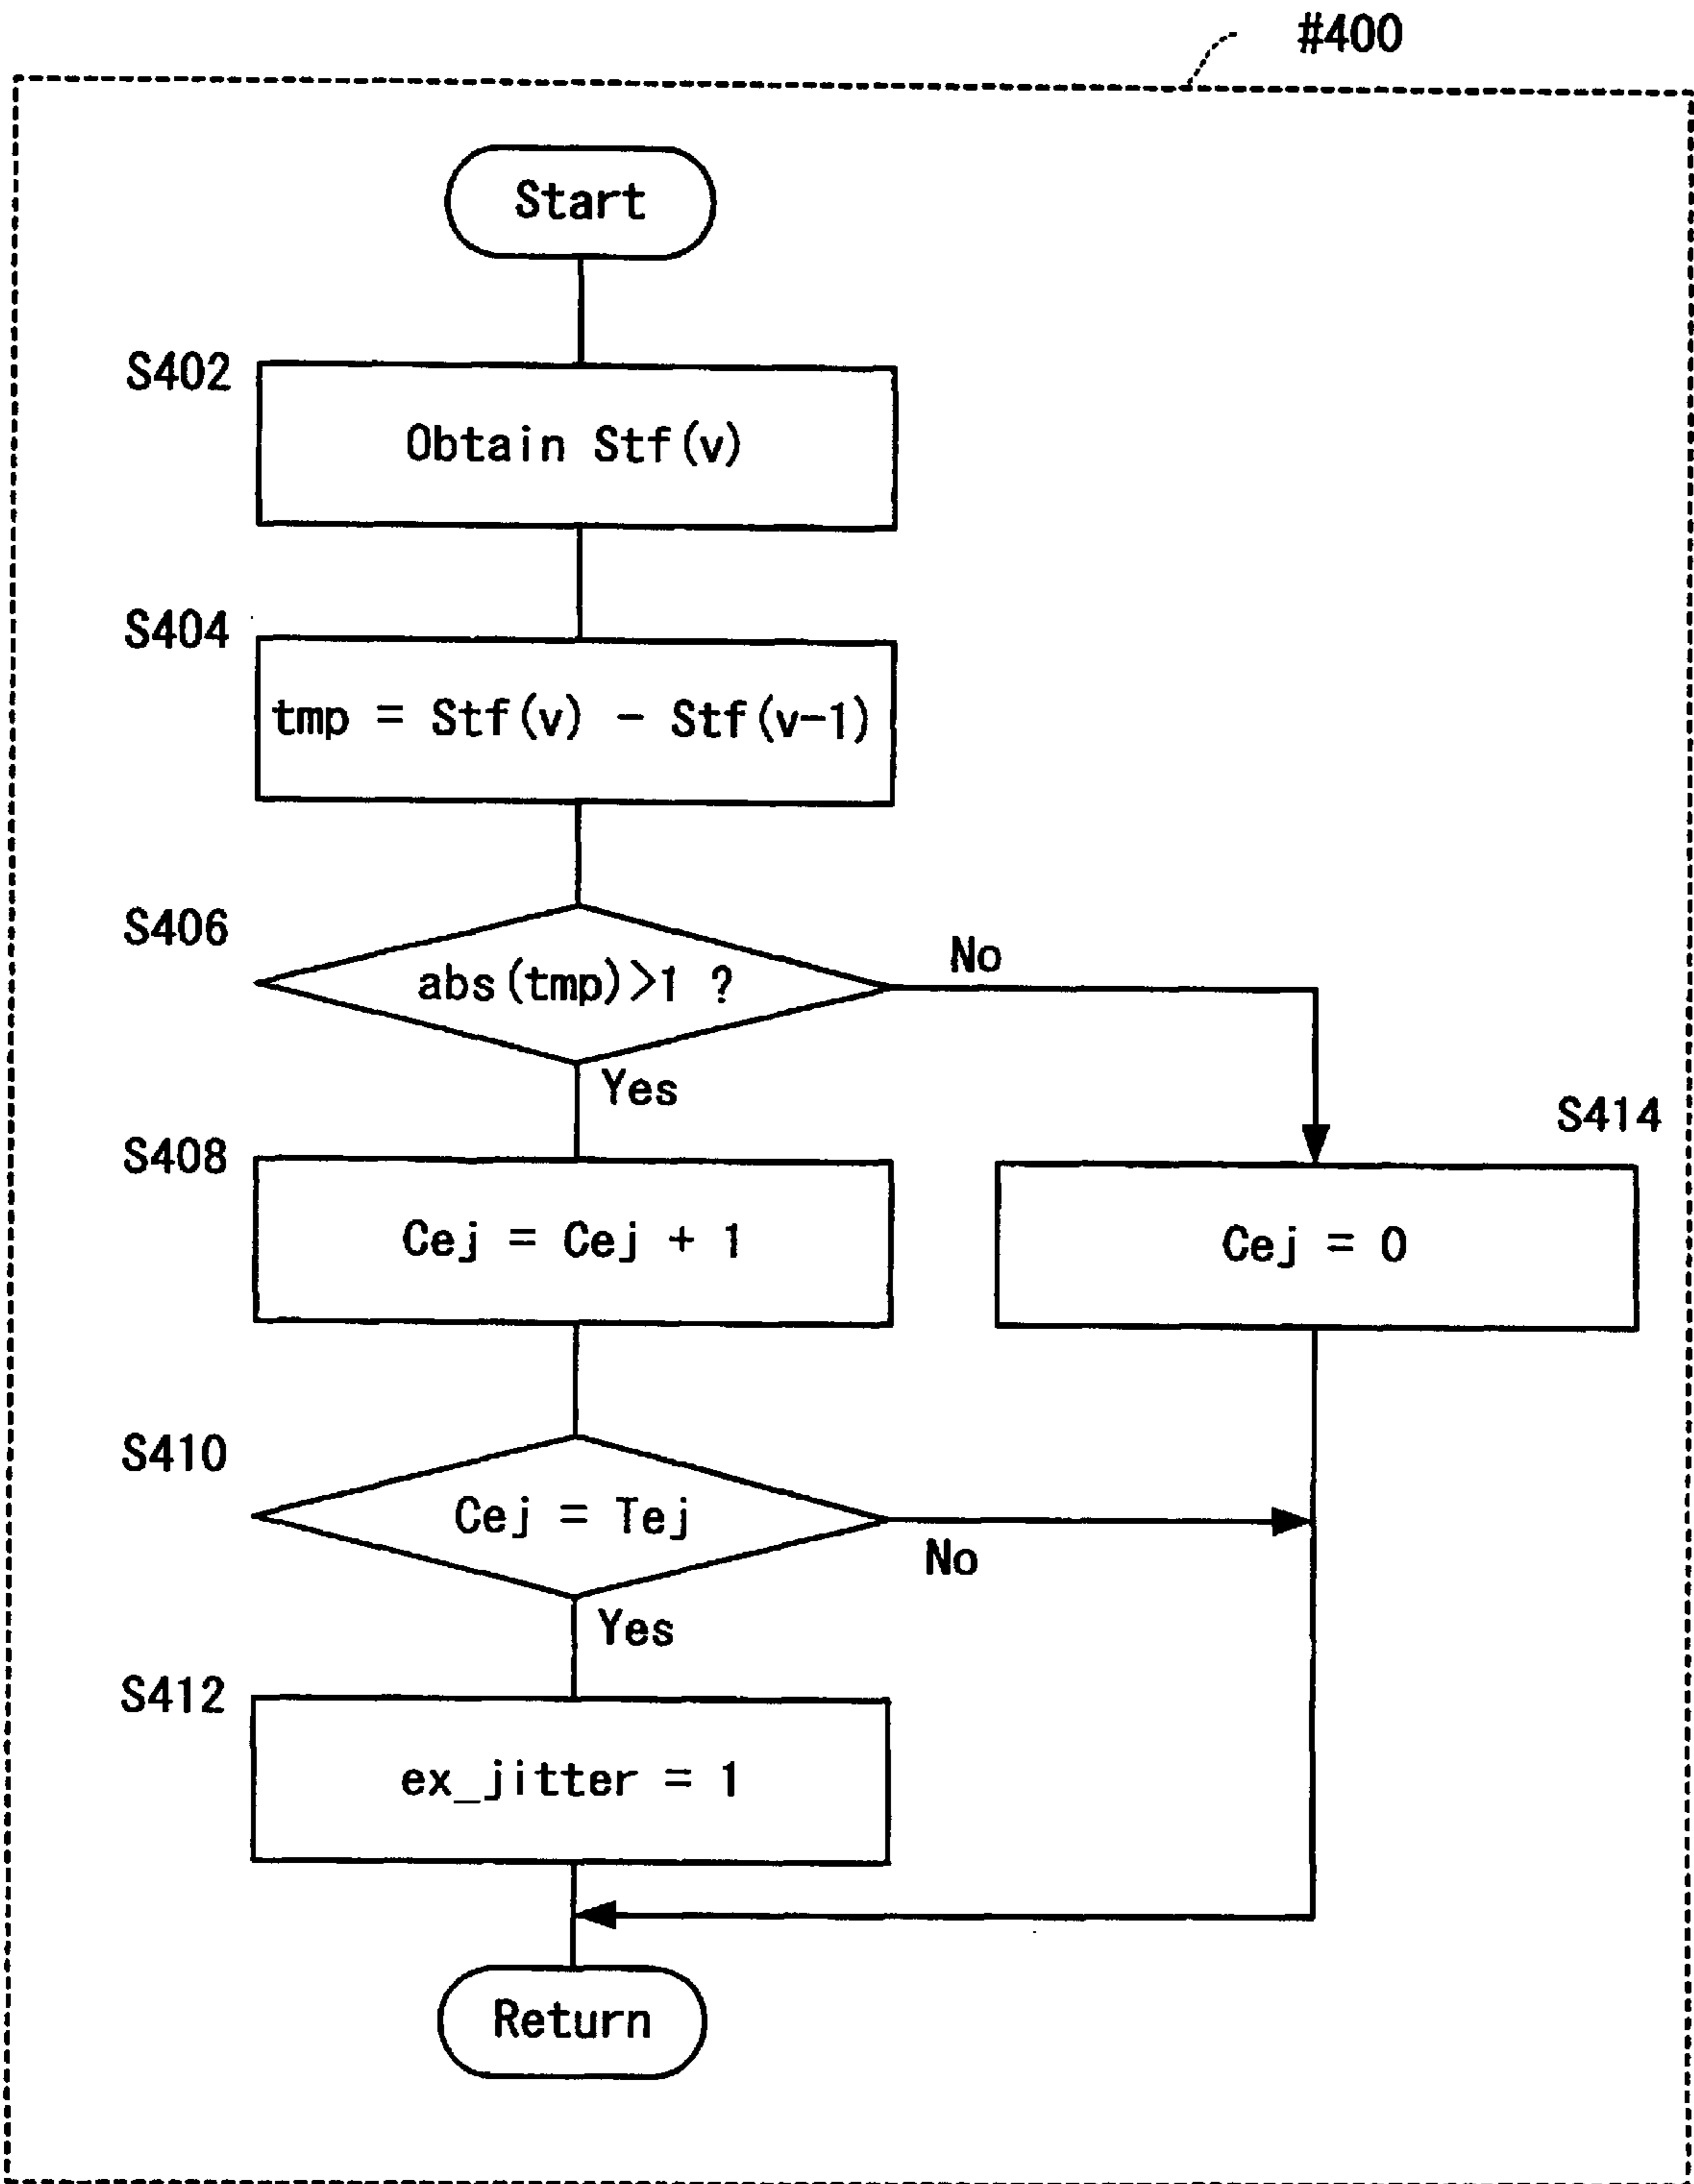 #400
Start
S402
Obtain Stf(v)
S404
tmp = Stf(v) - Stf(v-1)
S406
abs(tmp)>1 ?
No
Yes
S408
Cej = Cej + 1
S414
Cej = 0
S410
Cej = Tej
No
Yes
S412
ex_jitter = 1
Return